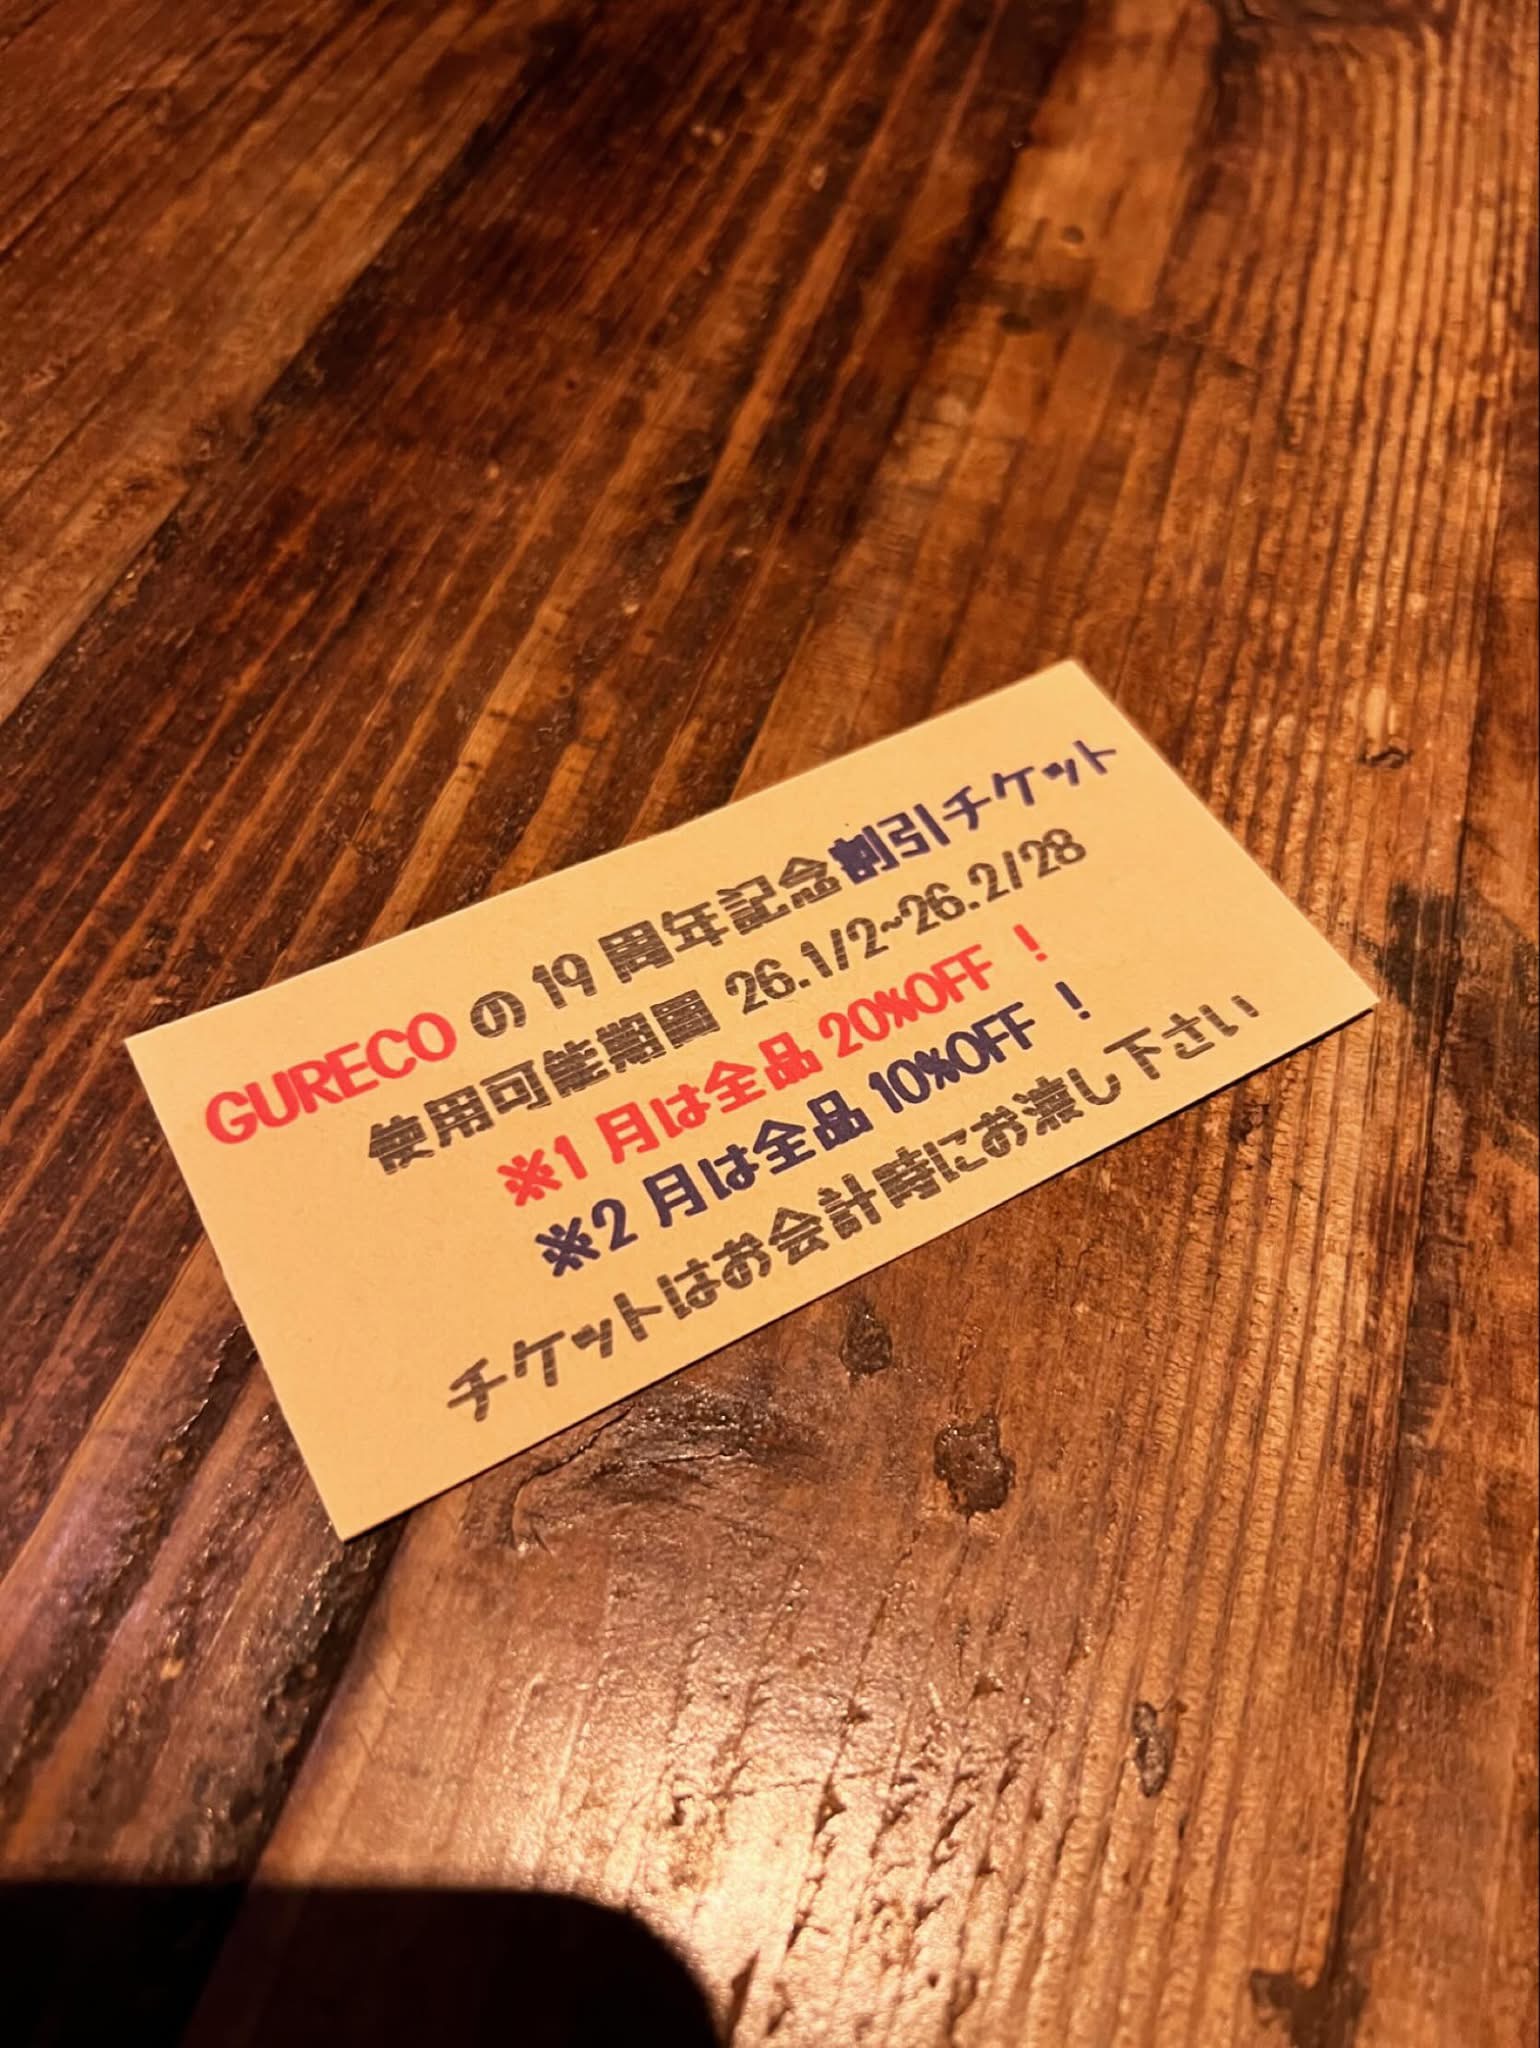 GURECOの19周年記念割引チケット
使用可能期間 26.1/2~26.2/28
※1月は全品20%OFF！
※2月は全品10%OFF！
チケットはお会計時にお渡し下さい